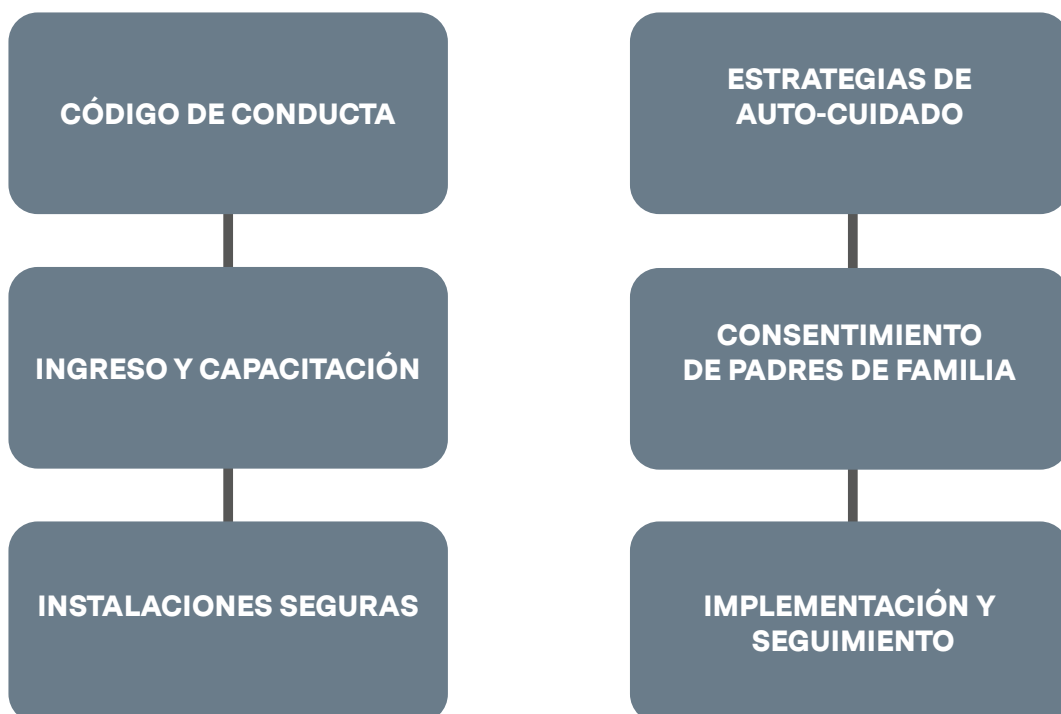 CÓDIGO DE CONDUCTA
INGRESO Y CAPACITACIÓN
INSTALACIONES SEGURAS
ESTRATEGIAS DE
AUTO-CUIDADO
CONSENTIMIENTO
DE PADRES DE FAMILIA
IMPLEMENTACIÓN Y
SEGUIMIENTO